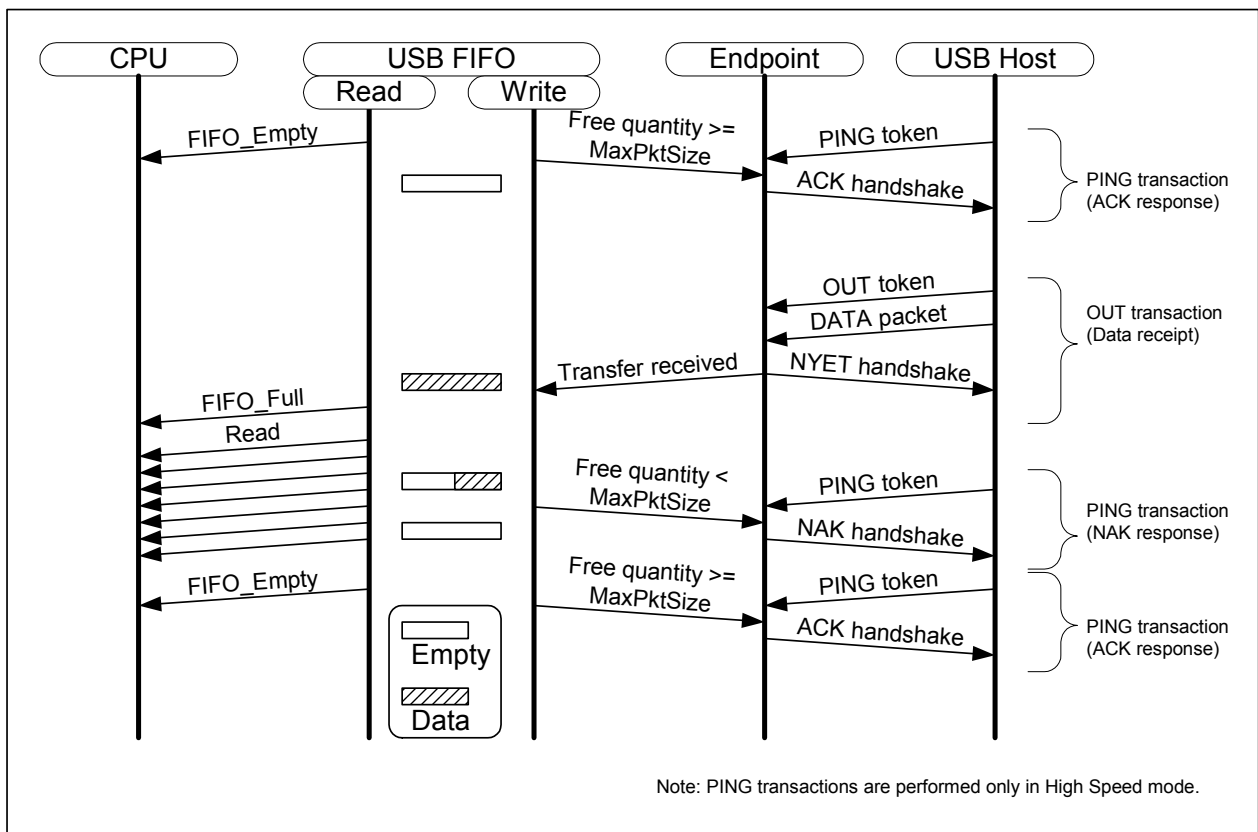 CPU
USB FIFO
Endpoint
USB Host
Read
Write
FIFO_Empty
Free quantity >=
MaxPktSize
PING token
ACK handshake
PING transaction
(ACK response)
OUT token
DATA packet
Transfer received
NYET handshake
OUT transaction
(Data receipt)
FIFO_Full
Read
Free quantity <
MaxPktSize
PING token
NAK handshake
PING transaction
(NAK response)
FIFO_Empty
Free quantity >=
MaxPktSize
PING token
ACK handshake
PING transaction
(ACK response)
Empty
Data
Note: PING transactions are performed only in High Speed mode.